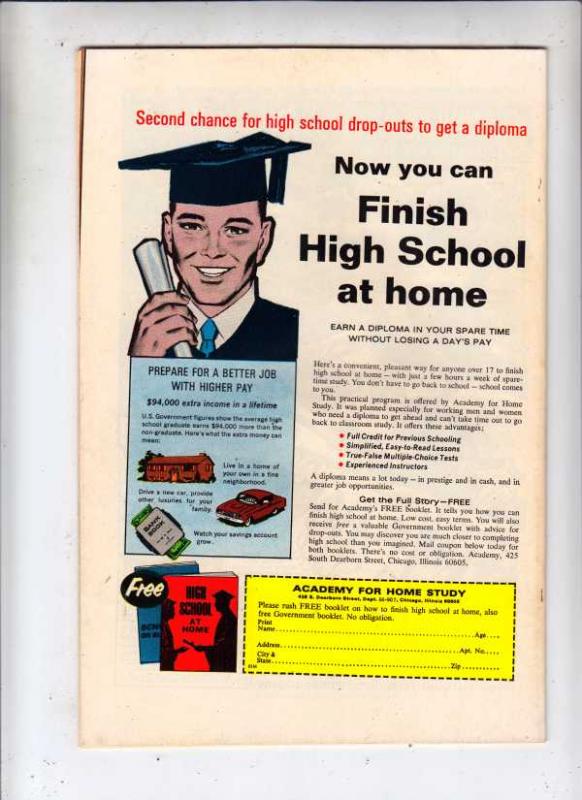 Second chance for high school drop-outs to get a diploma
Now you can
Finish
High School
at home
EARN A DIPLOMA IN YOUR SPARE TIME
WITHOUT LOSING A DAY'S PAY
PREPARE FOR A BETTER JOB
WITH HIGHER PAY
$94,000 extra income in a lifetime
U.S. Government figures show the average high
school graduate earns $94,000 more than the
non-graduate. Here's what the extra money can
mean:
Live in a home of
your own in a fine
neighborhood.
Drive a new car, provide
other luxuries for your
family.
BANK
BOOK
Watch your savings account
grow.
Here's a convenient, pleasant way for anyone over 17 to finish
high school at home — with just a few hours a week of spare-
time study. You don't have to go back to school — school comes
to you.
This practical program is offered by Academy for Home
Study. It was planned especially for working men and women
who need a diploma to get ahead and can't take time out to go
back to classroom study. It offers these advantages:
Full Credit for Previous Schooling
Simplified, Easy-to-Read Lessons
True-False Multiple-Choice Tests
Experienced Instructors
A diploma means a lot today — in prestige and in cash, and in
greater job opportunities.
Get the Full Story—FREE
Send for Academy's FREE Booklet. It tells you how you can
finish high school at home. Low cost, easy terms. You will also
receive free a valuable Government booklet with advice for
drop-outs. You may discover you are much closer to completing
high school than you imagined. Mail coupon below today for
both booklets. There's no cost or obligation. Academy, 425
South Dearborn Street, Chicago, Illinois 60605.
Free
HIGH
SCHOOL
AT
HOME
ACADEMY FOR HOME STUDY
425 S. Dearborn Street, Dept. Chicago, Illinois 60605
Please rush FREE booklet on how to finish high school at home, also
free Government booklet. No obligation.
Print
Name Age
Address Apt. No.
City &
State Zip